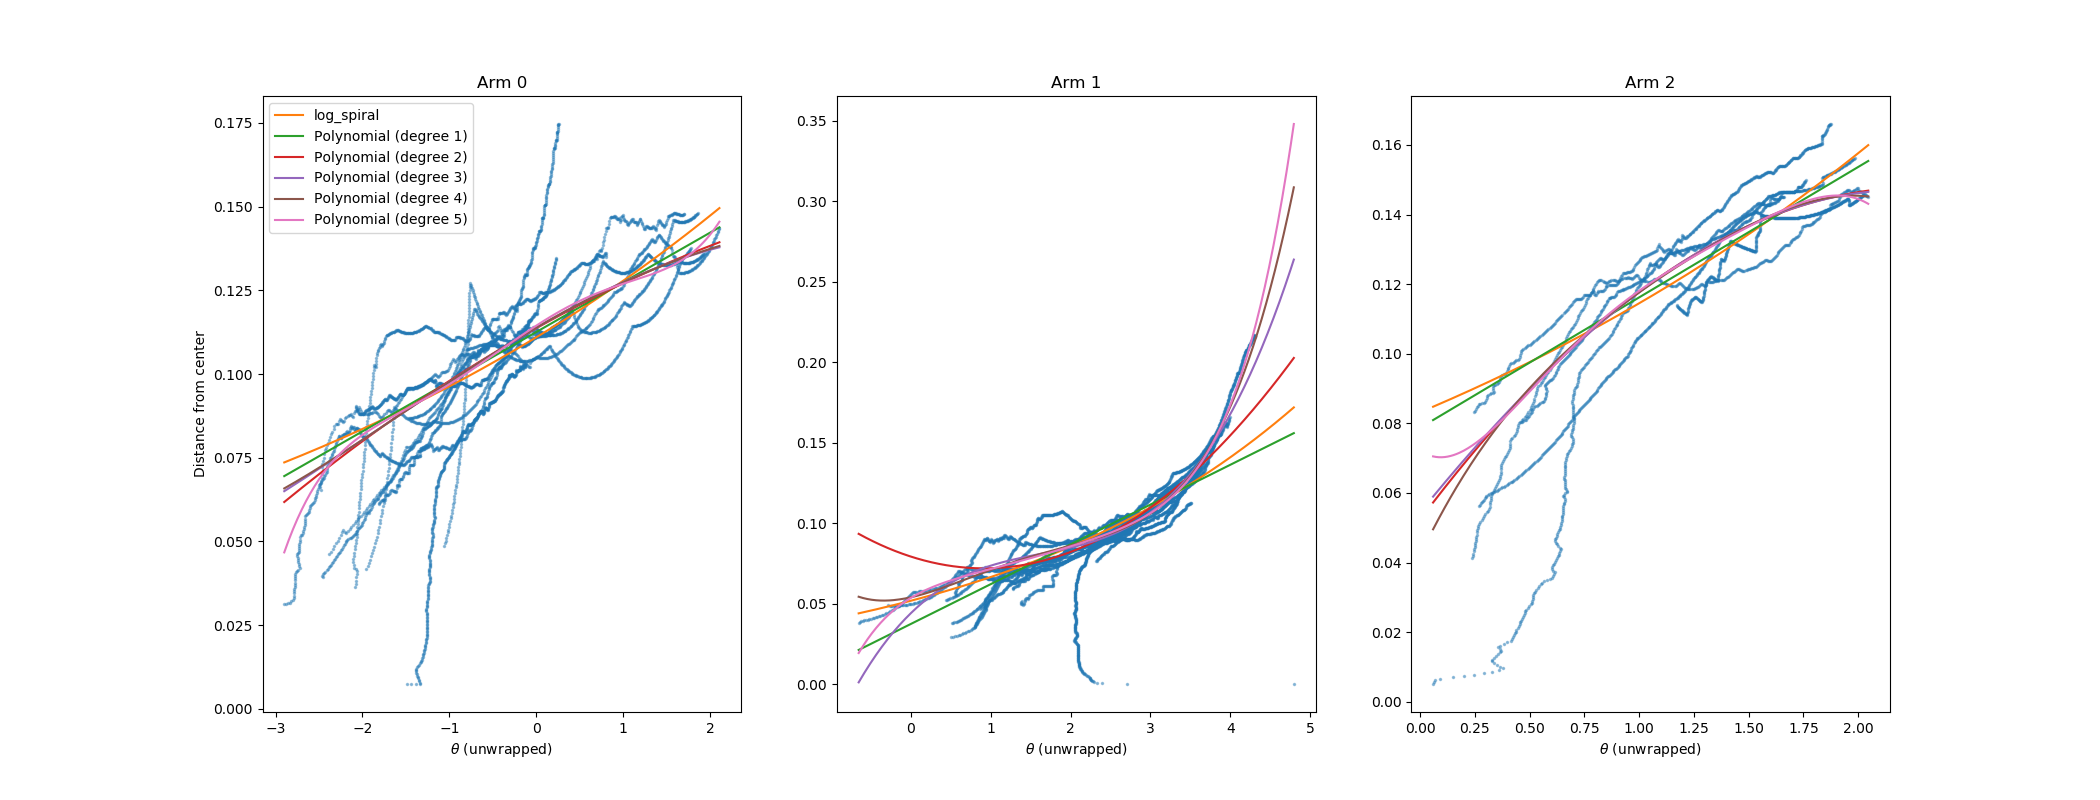 Arm 0
log_spiral
Polynomial (degree 1)
Polynomial (degree 2)
Polynomial (degree 3)
Polynomial (degree 4)
Polynomial (degree 5)
0.175
0.150
0.125
0.100
0.075
0.050
0.025
0.000
Distance from center
−3 −2 −1 0 1 2
θ (unwrapped)
Arm 1
0.35
0.30
0.25
0.20
0.15
0.10
0.05
0.00
0 1 2 3 4 5
θ (unwrapped)
Arm 2
0.16
0.14
0.12
0.10
0.08
0.06
0.04
0.02
0.00
0.00 0.25 0.50 0.75 1.00 1.25 1.50 1.75 2.00
θ (unwrapped)